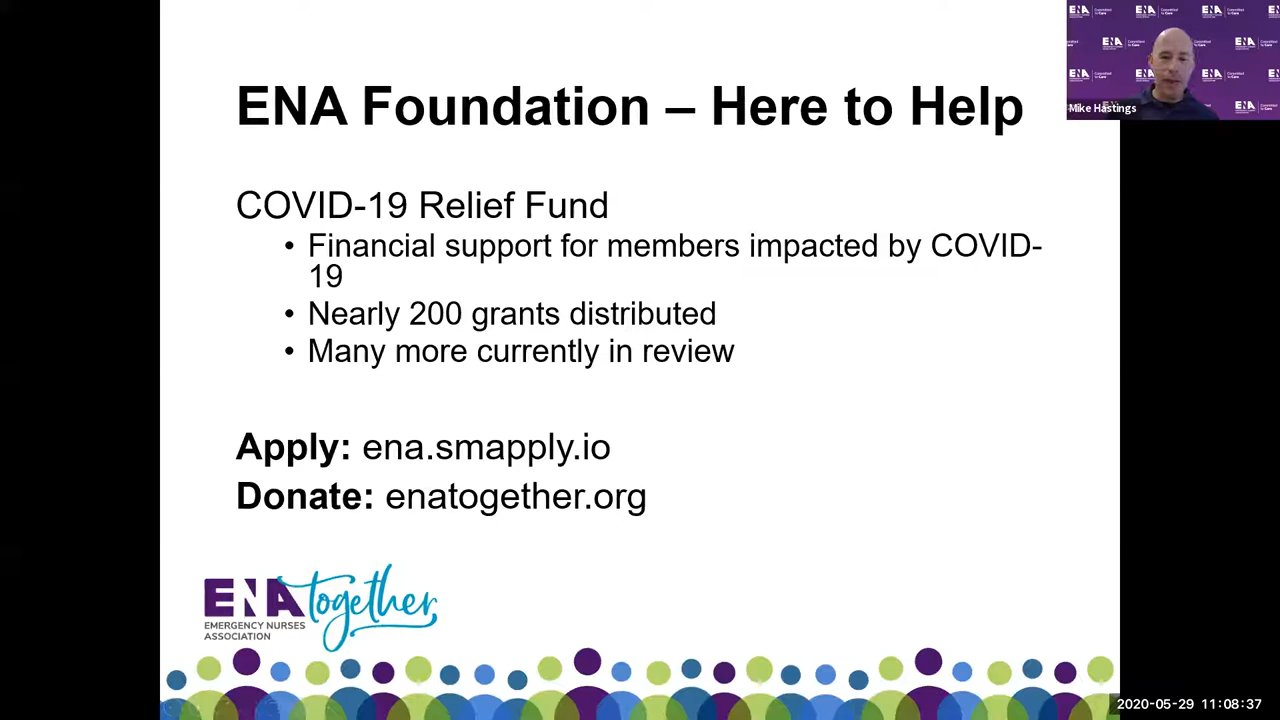 ENA Foundation – Here to Help
COVID-19 Relief Fund
• Financial support for members impacted by COVID-
19
• Nearly 200 grants distributed
• Many more currently in review
Apply: ena.smapply.io
Donate: enatogether.org
ENA together
EMERGENCY NURSES
ASSOCIATION
Mike Hastings
2020-05-29 11:08:37